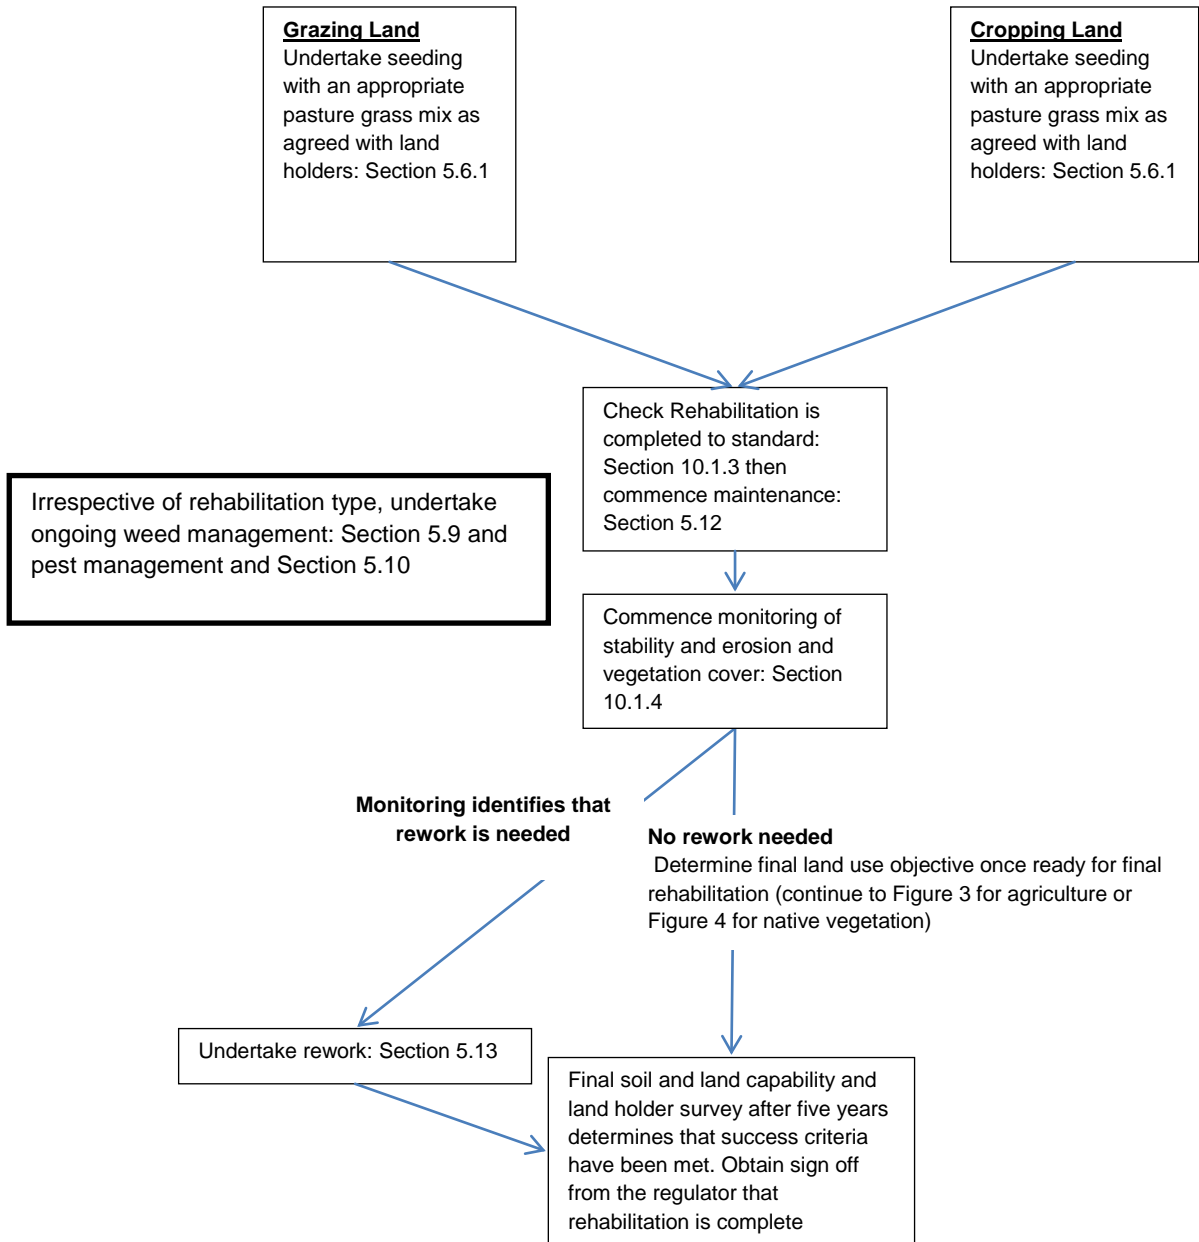 Grazing Land
Undertake seeding
with an appropriate
pasture grass mix as
agreed with land
holders: Section 5.6.1
Cropping Land
Undertake seeding
with an appropriate
pasture grass mix as
agreed with land
holders: Section 5.6.1
Check Rehabilitation is
completed to standard:
Section 10.1.3 then
commence maintenance:
Section 5.12
Irrespective of rehabilitation type, undertake
ongoing weed management: Section 5.9 and
pest management and Section 5.10
Commence monitoring of
stability and erosion and
vegetation cover: Section
10.1.4
Monitoring identifies that
rework is needed
No rework needed
Determine final land use objective once ready for final
rehabilitation (continue to Figure 3 for agriculture or
Figure 4 for native vegetation)
Undertake rework: Section 5.13
Final soil and land capability and
land holder survey after five years
determines that success criteria
have been met. Obtain sign off
from the regulator that
rehabilitation is complete